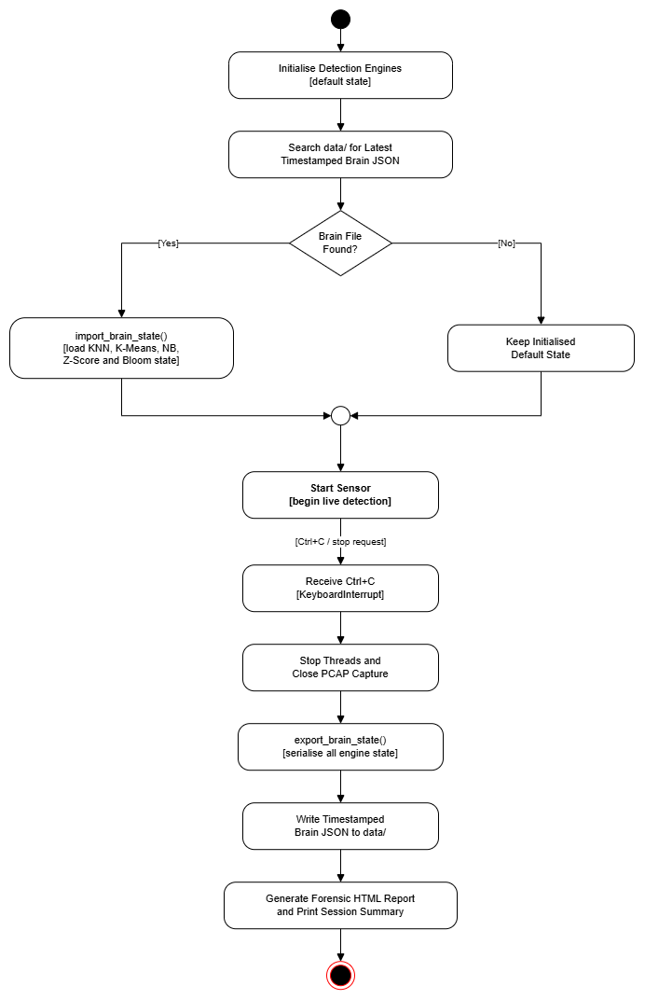 Initialise Detection Engines
[default state]
Search data/ for Latest
Timestamped Brain JSON
Brain File
Found?
[Yes]
[No]
import_brain_state()
[load KNN, K-Means, NB,
Z-Score and Bloom state]
Keep Initialised
Default State
Start Sensor
[begin live detection]
[Ctrl+C / stop request]
Receive Ctrl+C
[KeyboardInterrupt]
Stop Threads and
Close PCAP Capture
export_brain_state()
[serialise all engine state]
Write Timestamped
Brain JSON to data/
Generate Forensic HTML Report
and Print Session Summary